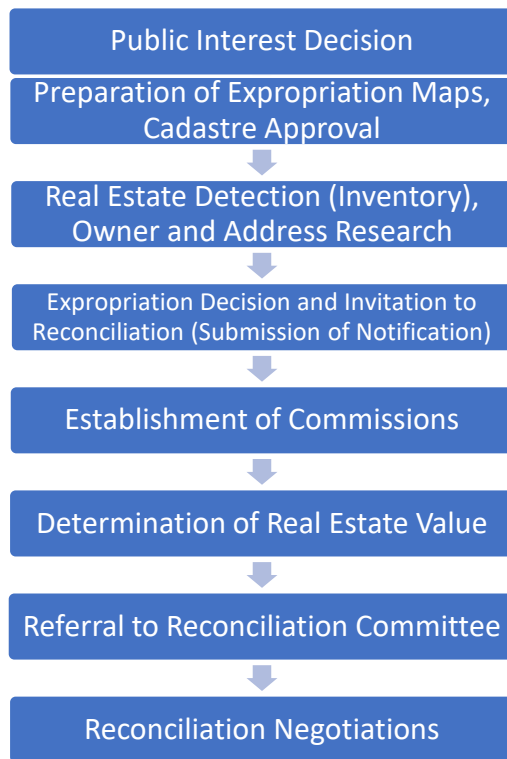 Public Interest Decision
Preparation of Expropriation Maps,
Cadastre Approval
Real Estate Detection (Inventory),
Owner and Address Research
Expropriation Decision and Invitation to
Reconciliation (Submission of Notification)
Establishment of Commissions
Determination of Real Estate Value
Referral to Reconciliation Committee
Reconciliation Negotiations